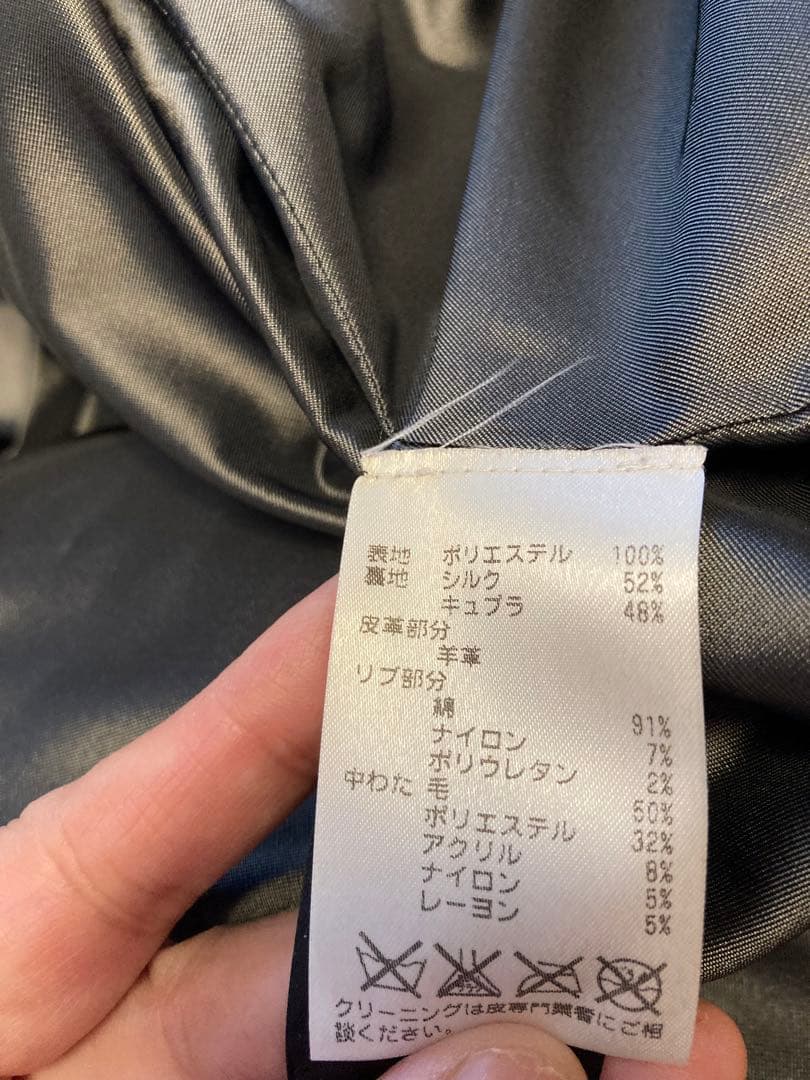 表地 ポリエステル 100%
裏地 シルク 52%
キュプラ 48%
皮革部分
羊革
リブ部分
綿 91%
ナイロン 7%
ポリウレタン 2%
中わた 毛 50%
ポリエステル 32%
アクリル 8%
ナイロン 5%
レーヨン 5%
クリーニングは皮専門業者にご相
談ください。